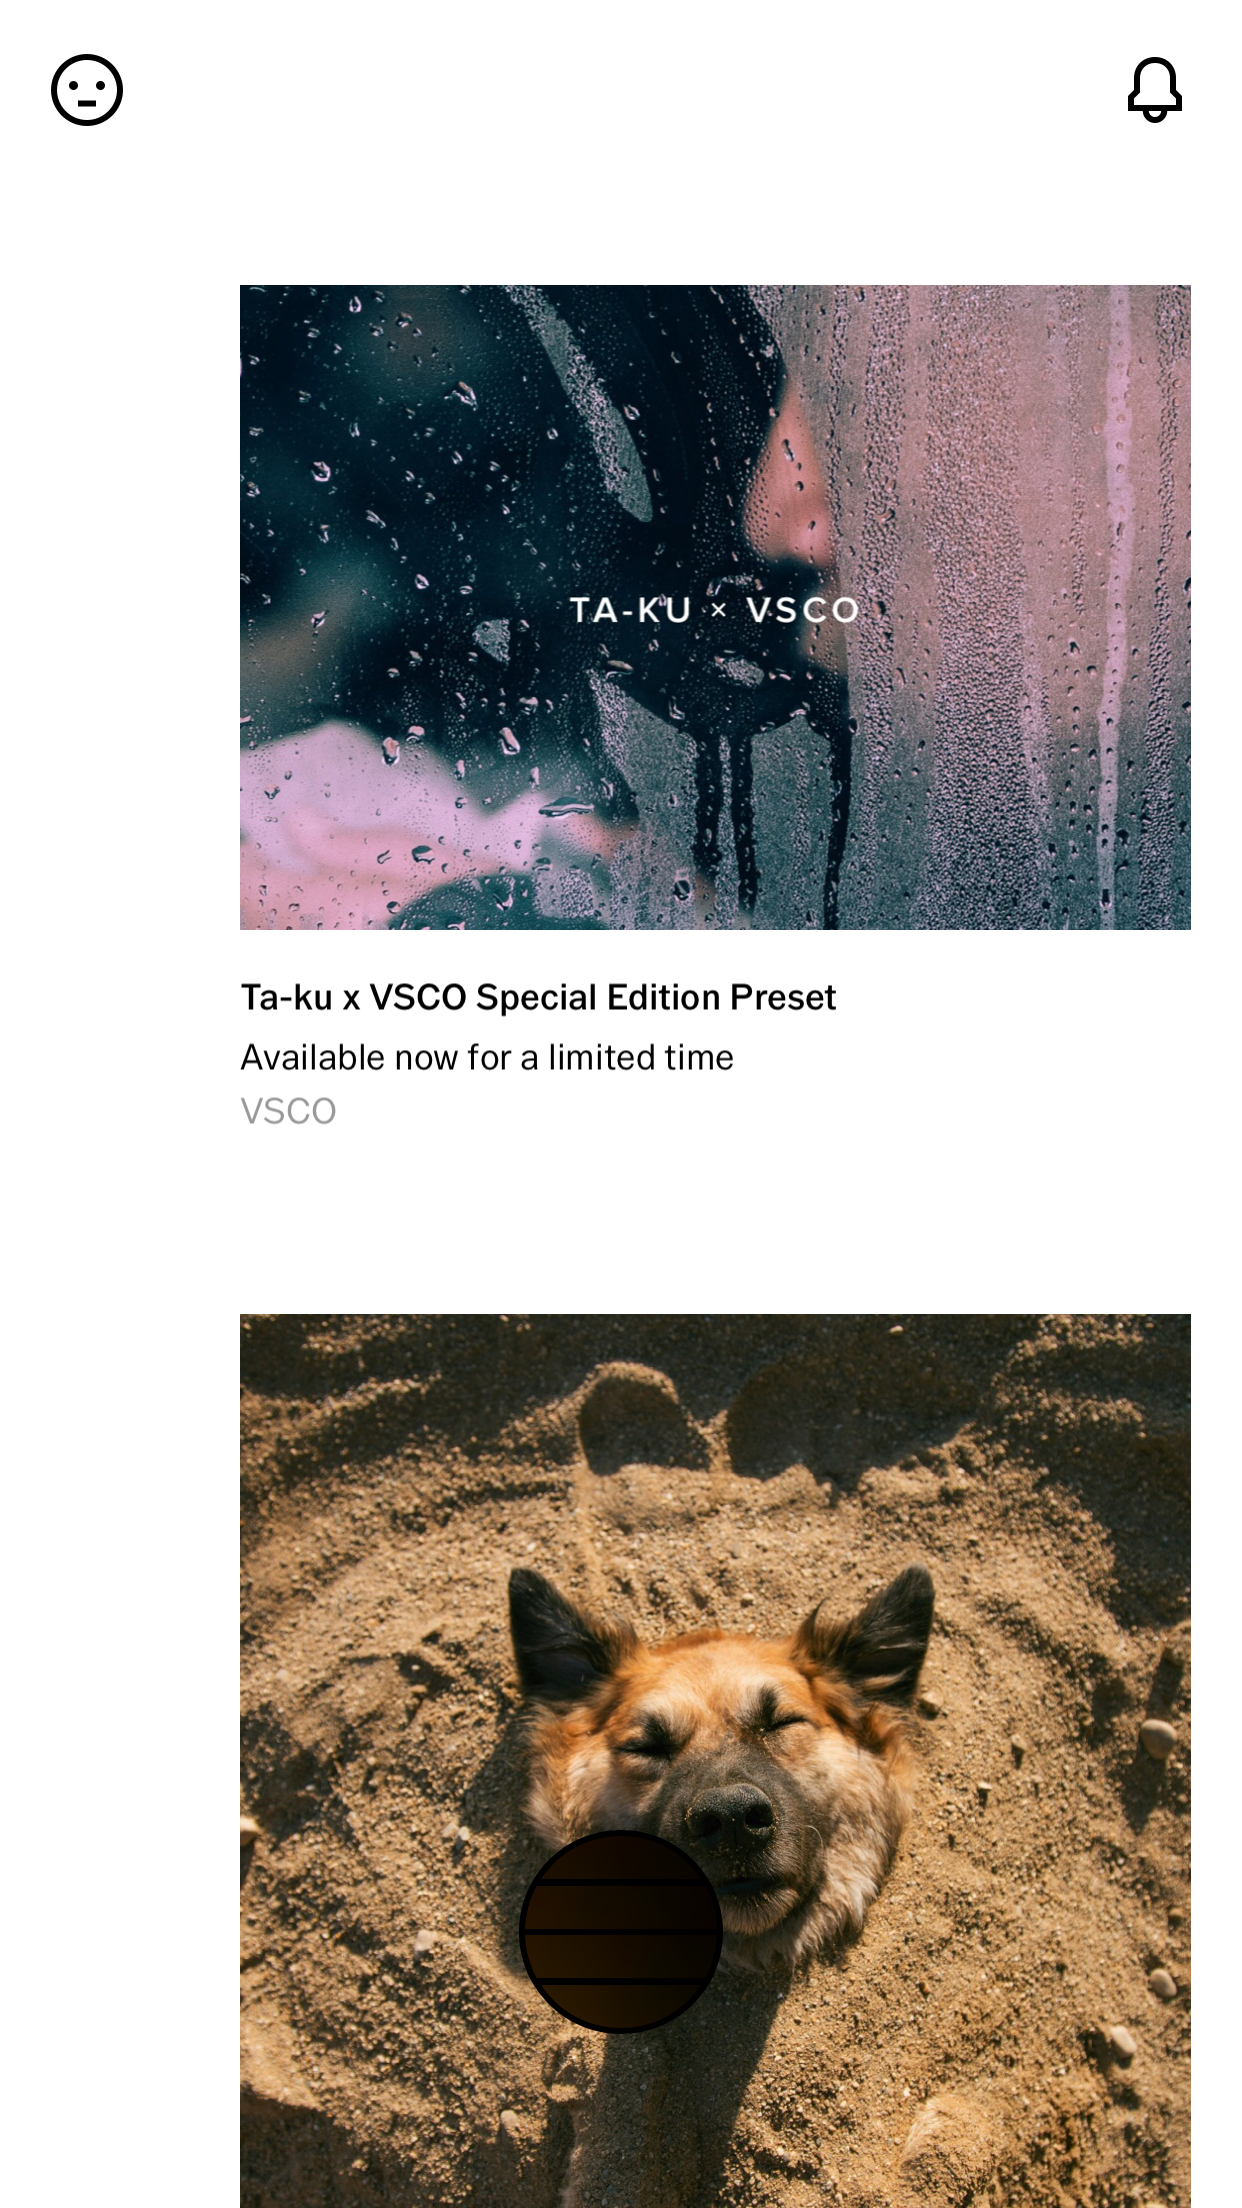 TA-KU × VSCO
Ta-ku x VSCO Special Edition Preset
Available now for a limited time
VSCO